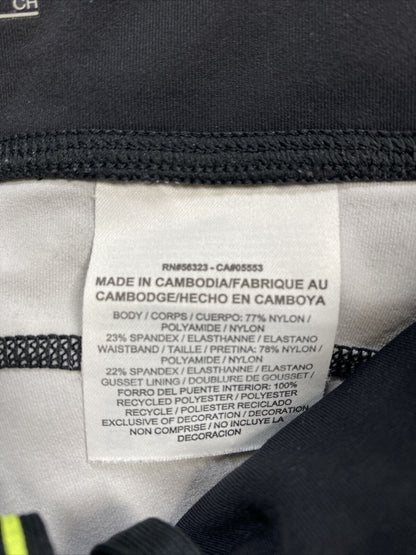 CH
RN#56323 - CA#05553
MADE IN CAMBODIA/FABRIQUE AU
CAMBODGE/HECHO EN CAMBOYA
BODY / CORPS / CUERPO: 77% NYLON /
POLYAMIDE / NYLON
23% SPANDEX / ELASTHANNE / ELASTANO
WAISTBAND / TAILLE / PRETINA: 78% NYLON /
POLYAMIDE / NYLON
22% SPANDEX / ELASTHANNE / ELASTANO
GUSSET LINING / DOUBLURE DE GOUSSET /
FORRO DEL PUENTE INTERIOR: 100%
RECYCLED POLYESTER / POLYESTER
RECYCLE / POLIESTER RECICLADO
EXCLUSIVE OF DECORATION / DECORATION
NON COMPRISE / NO INCLUYE LA
DECORACION